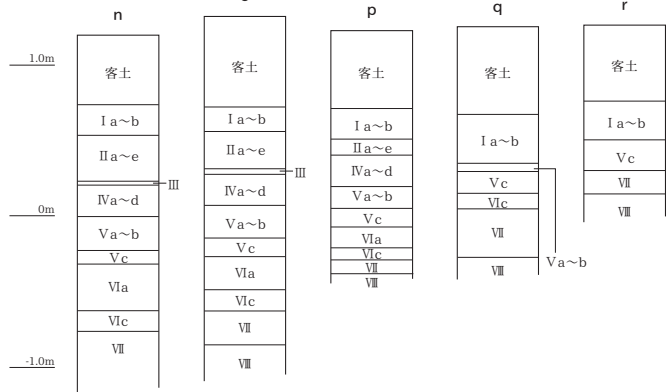 n
p
q
r
1.0m
0m
-1.0m
客土
Ⅰa～b
Ⅱa～e
Ⅲ
Ⅳa～d
Ⅴa～b
Ⅴc
Ⅵa
Ⅵc
Ⅶ
客土
Ⅰa～b
Ⅱa～e
Ⅲ
Ⅳa～d
Ⅴa～b
Ⅴc
Ⅵa
Ⅵc
Ⅶ
Ⅷ
客土
Ⅰa～b
Ⅱa～e
Ⅳa～d
Ⅴa～b
Ⅴc
Ⅵa
Ⅵc
Ⅶ
Ⅷ
客土
Ⅰa～b
Ⅴc
Ⅵc
Ⅶ
Ⅷ
Ⅴa～b
客土
Ⅰa～b
Ⅴc
Ⅶ
Ⅷ